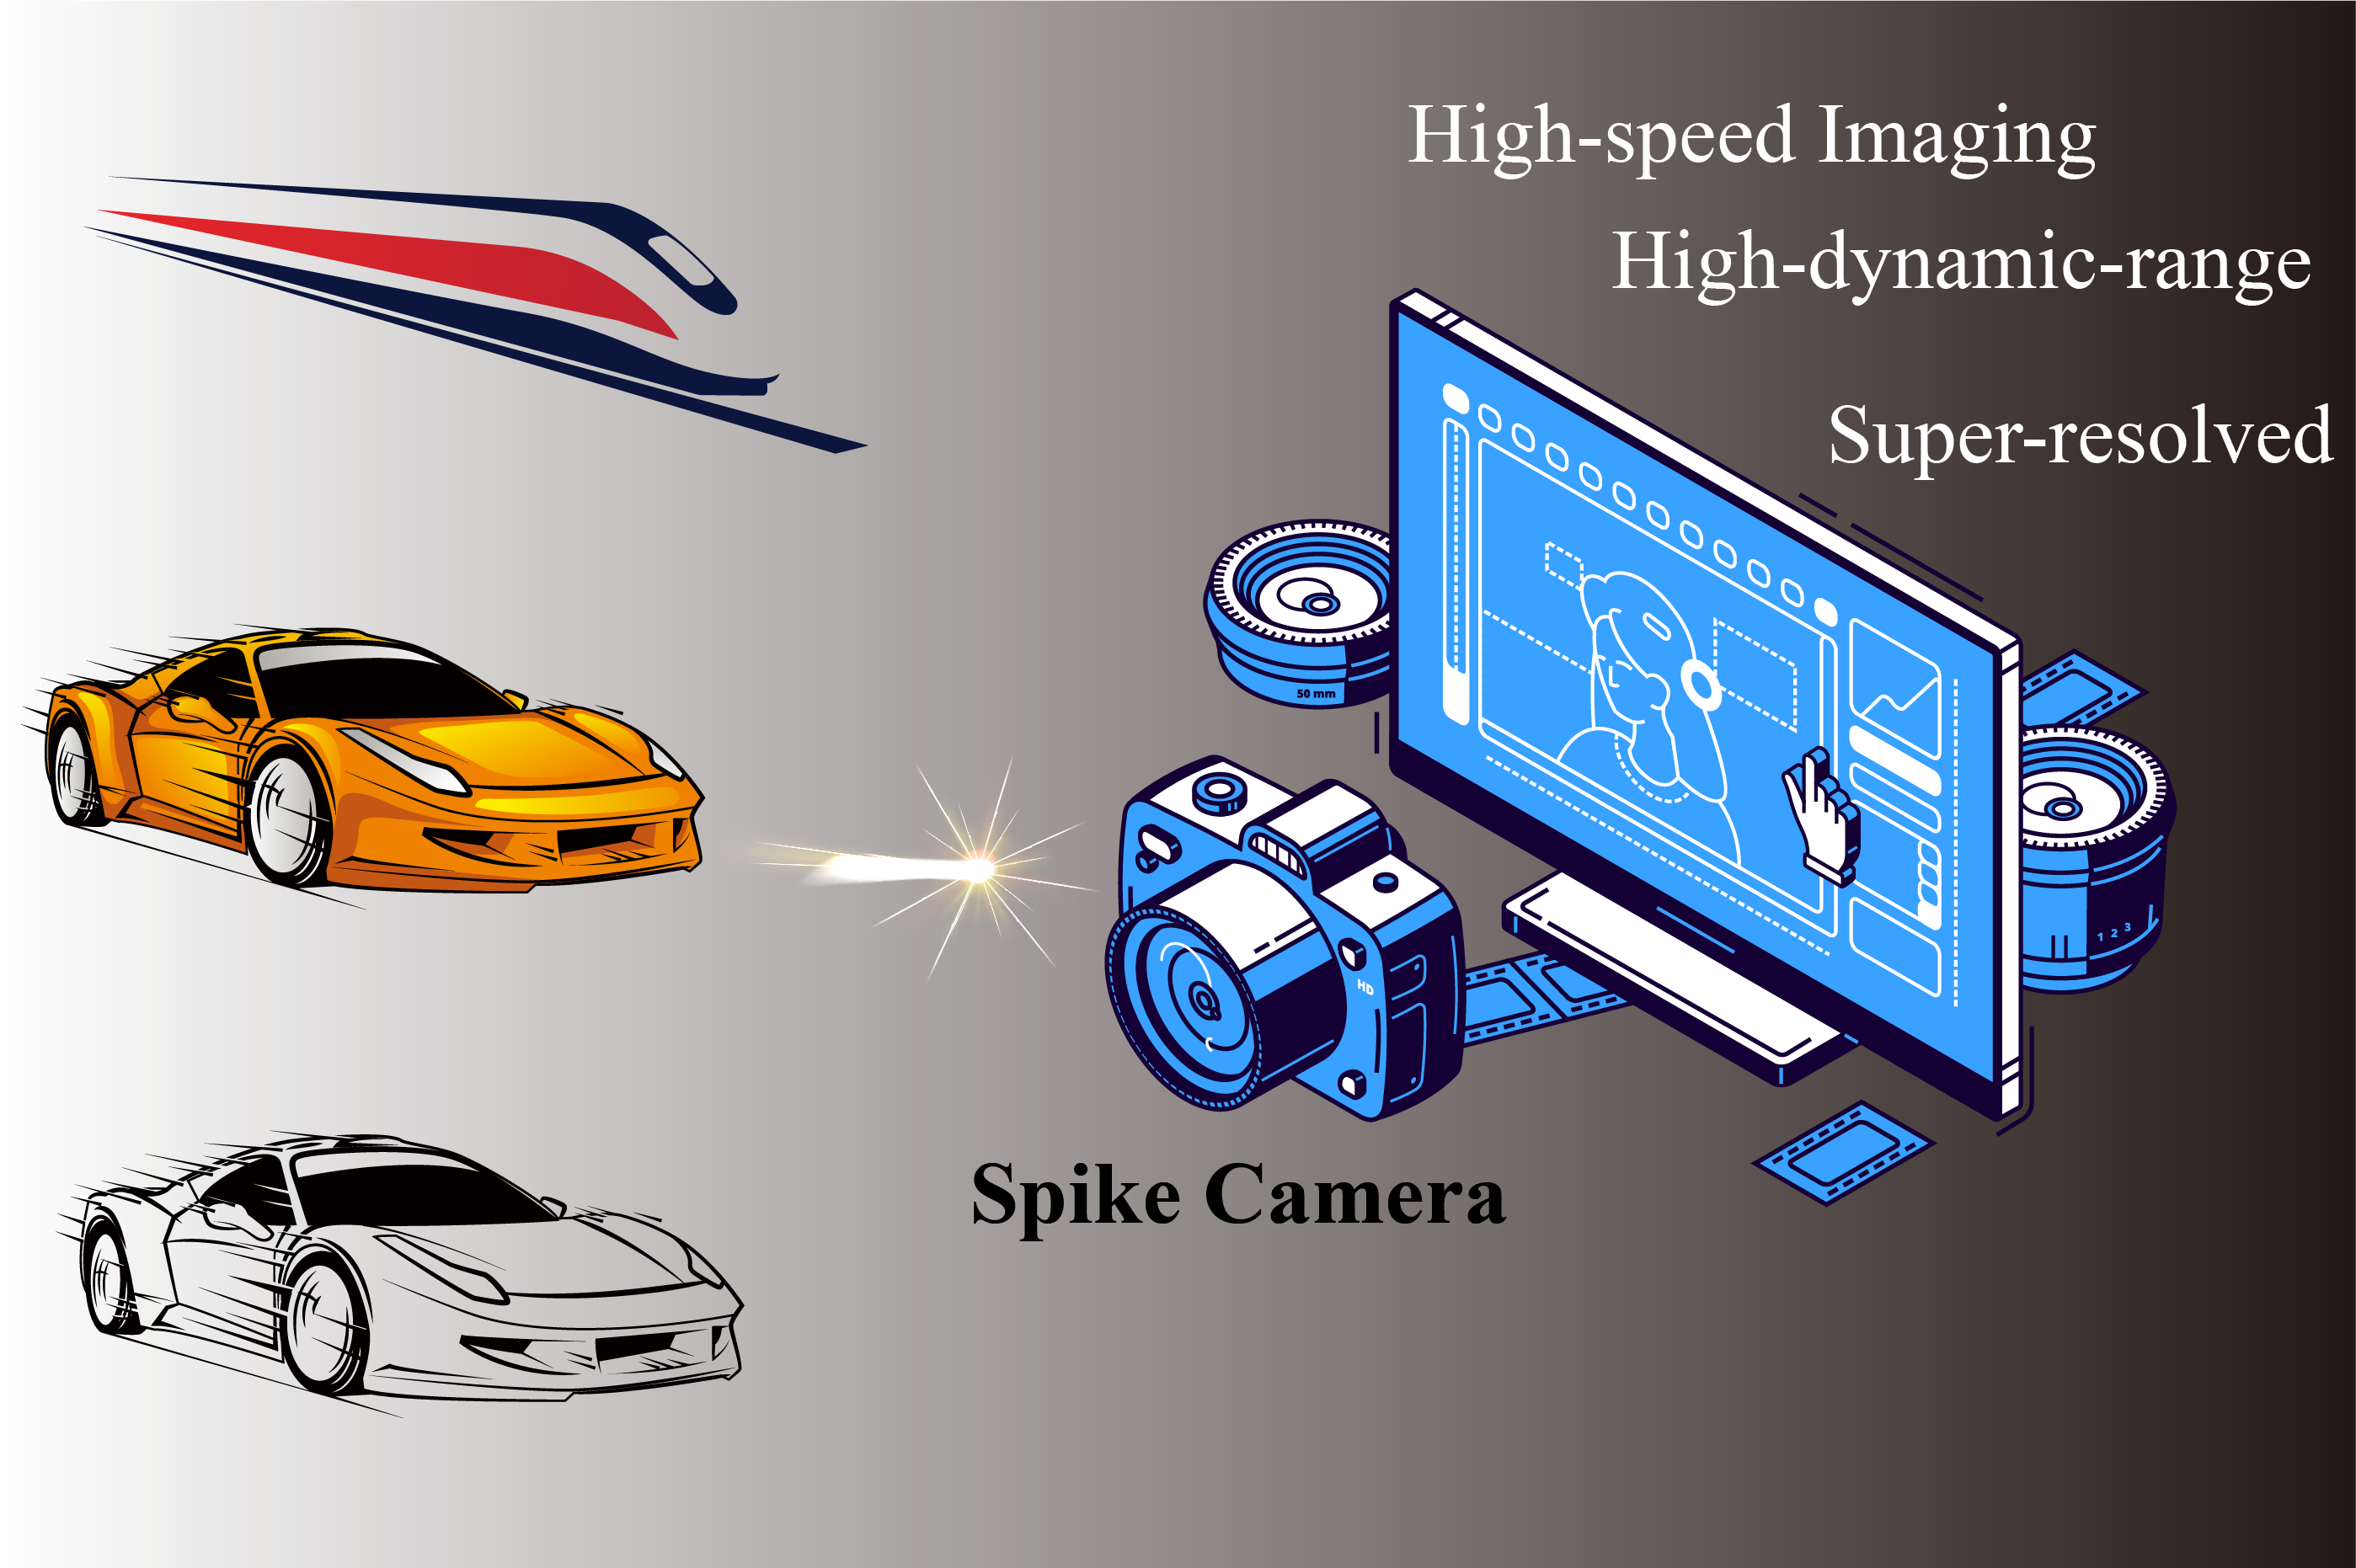 High-speed Imaging
High-dynamic-range
Super-resolved
50 mm
1 2 3
HD
Spike Camera